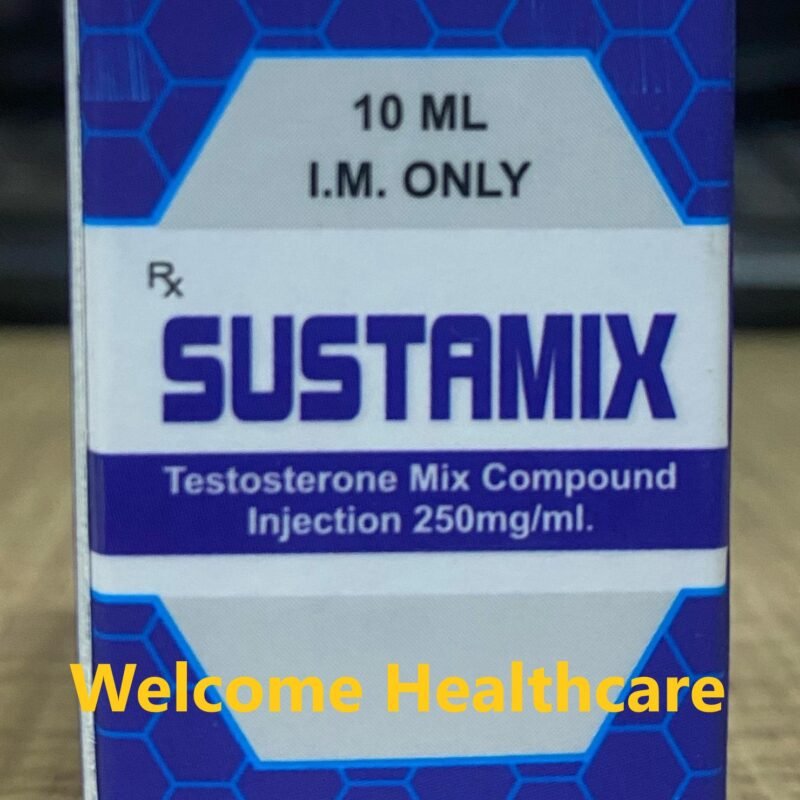 10 ML
I.M. ONLY
Rx
SUSTAMIX
Testosterone Mix Compound
Injection 250mg/ml.
Welcome Healthcare